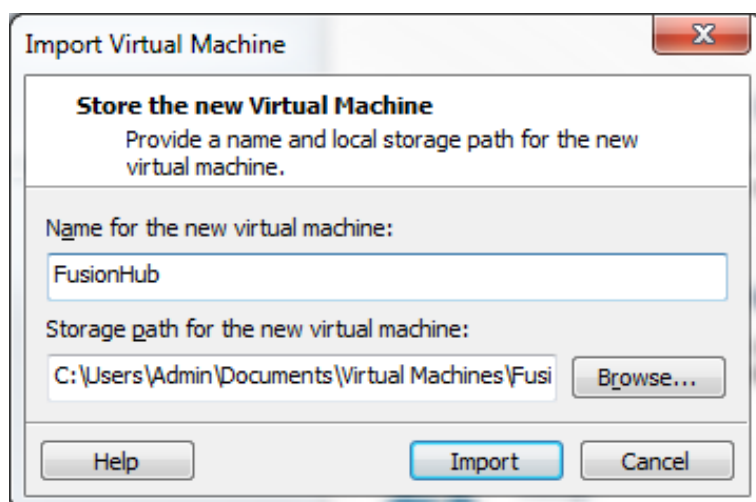 Import Virtual Machine
Store the new Virtual Machine
Provide a name and local storage path for the new
virtual machine.
Name for the new virtual machine:
FusionHub
Storage path for the new virtual machine:
C:\Users\Admin\Documents\Virtual Machines\Fusi
Browse...
Help
Import
Cancel